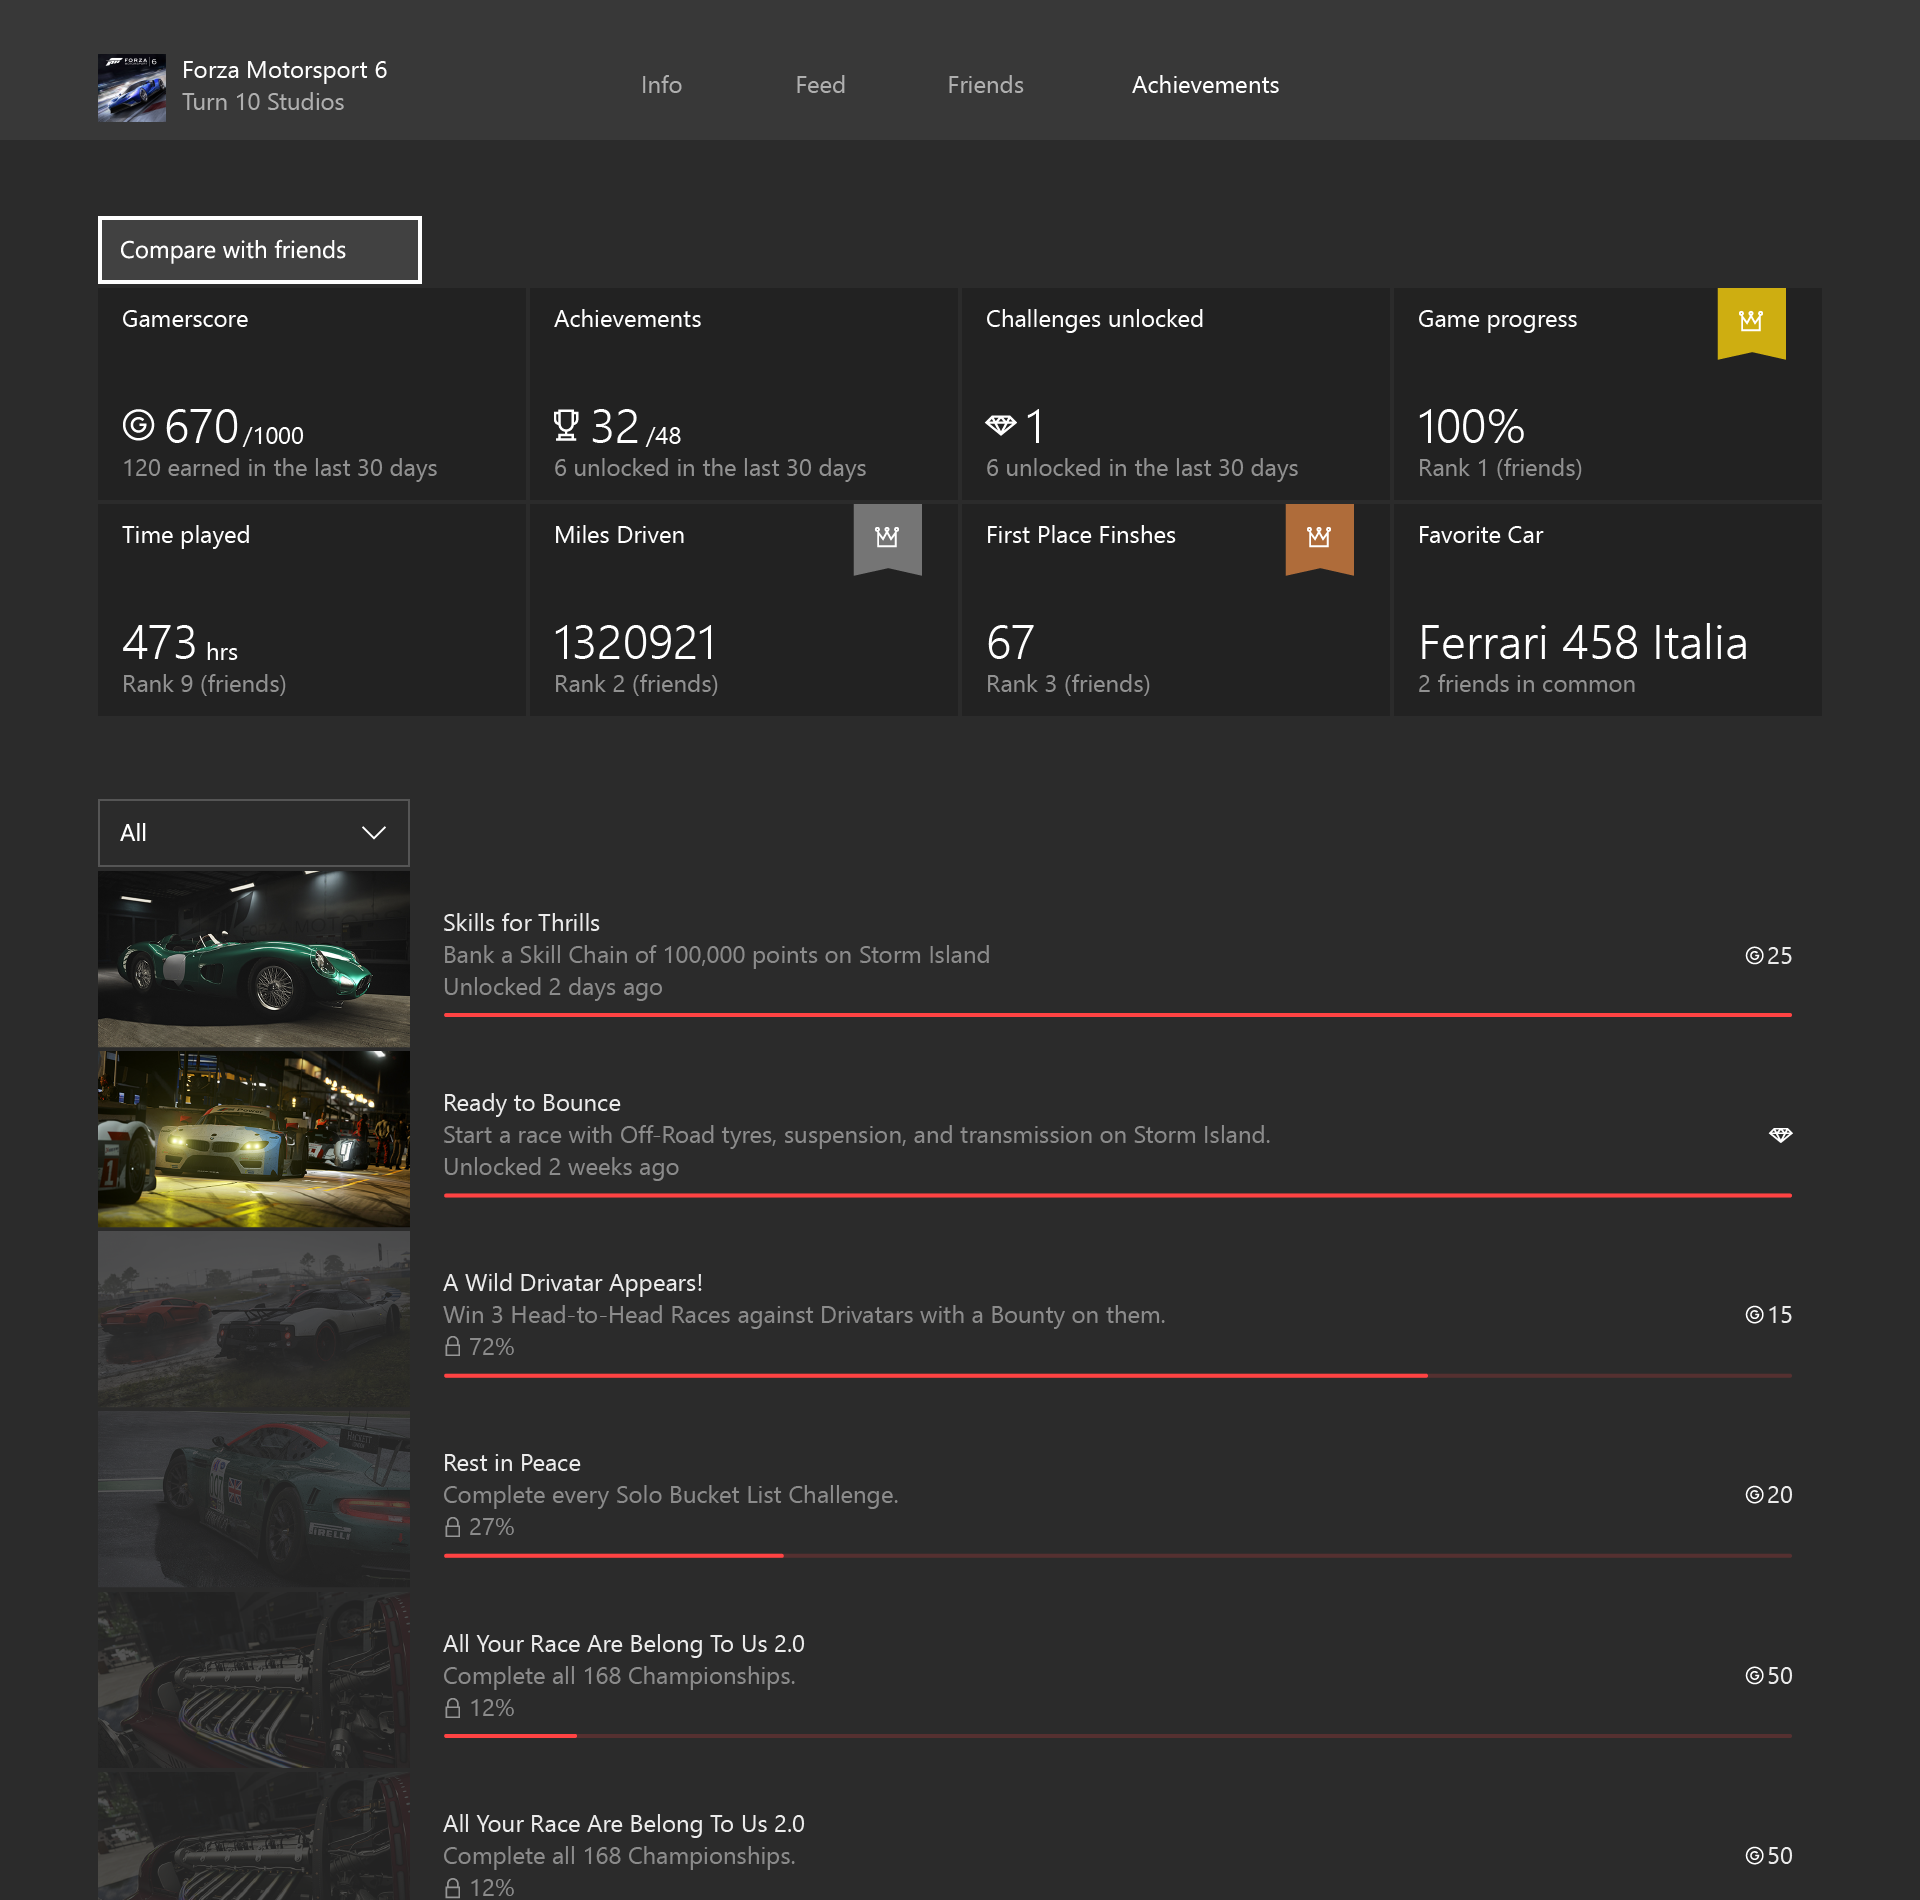 FORZA 6
Forza Motorsport 6
Turn 10 Studios
Info
Feed
Friends
Achievements
Compare with friends
Gamerscore
670 /1000
120 earned in the last 30 days
Achievements
32 /48
6 unlocked in the last 30 days
Challenges unlocked
1
6 unlocked in the last 30 days
Game progress
100%
Rank 1 (friends)
Time played
473 hrs
Rank 9 (friends)
Miles Driven
1320921
Rank 2 (friends)
First Place Finshes
67
Rank 3 (friends)
Favorite Car
Ferrari 458 Italia
2 friends in common
All
Skills for Thrills
Bank a Skill Chain of 100,000 points on Storm Island
Unlocked 2 days ago
G25
Ready to Bounce
Start a race with Off-Road tyres, suspension, and transmission on Storm Island.
Unlocked 2 weeks ago
A Wild Drivatar Appears!
Win 3 Head-to-Head Races against Drivatars with a Bounty on them.
72%
G15
PIRELLI
Rest in Peace
Complete every Solo Bucket List Challenge.
27%
G20
All Your Race Are Belong To Us 2.0
Complete all 168 Championships.
12%
G50
All Your Race Are Belong To Us 2.0
Complete all 168 Championships.
12%
G50